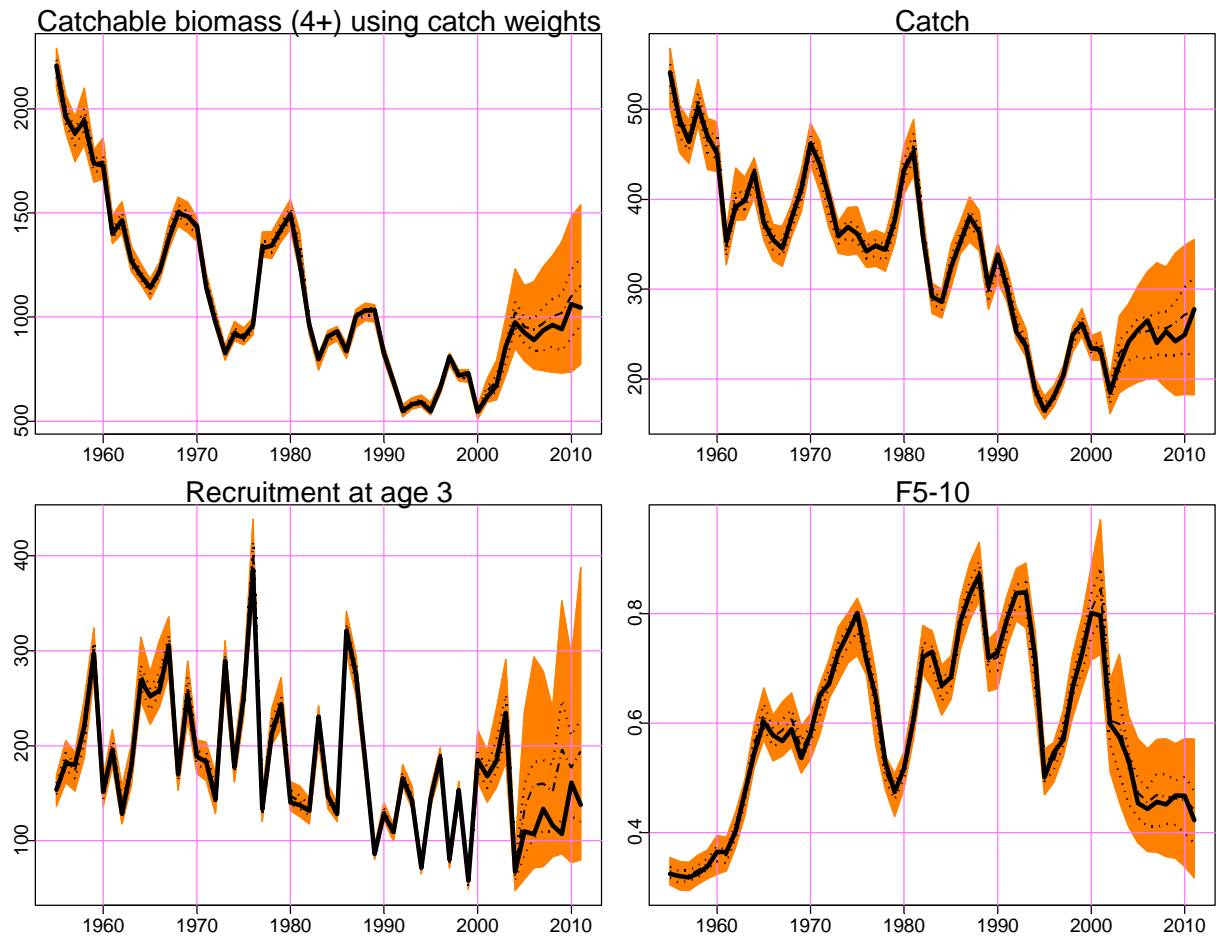 Catchable biomass (4+) using catch weights
500 1000 1500 2000
1960 1970 1980 1990 2000 2010
Catch
200 300 400 500
1960 1970 1980 1990 2000 2010
Recruitment at age 3
100 200 300 400
1960 1970 1980 1990 2000 2010
F5-10
0.4 0.6 0.8
1960 1970 1980 1990 2000 2010